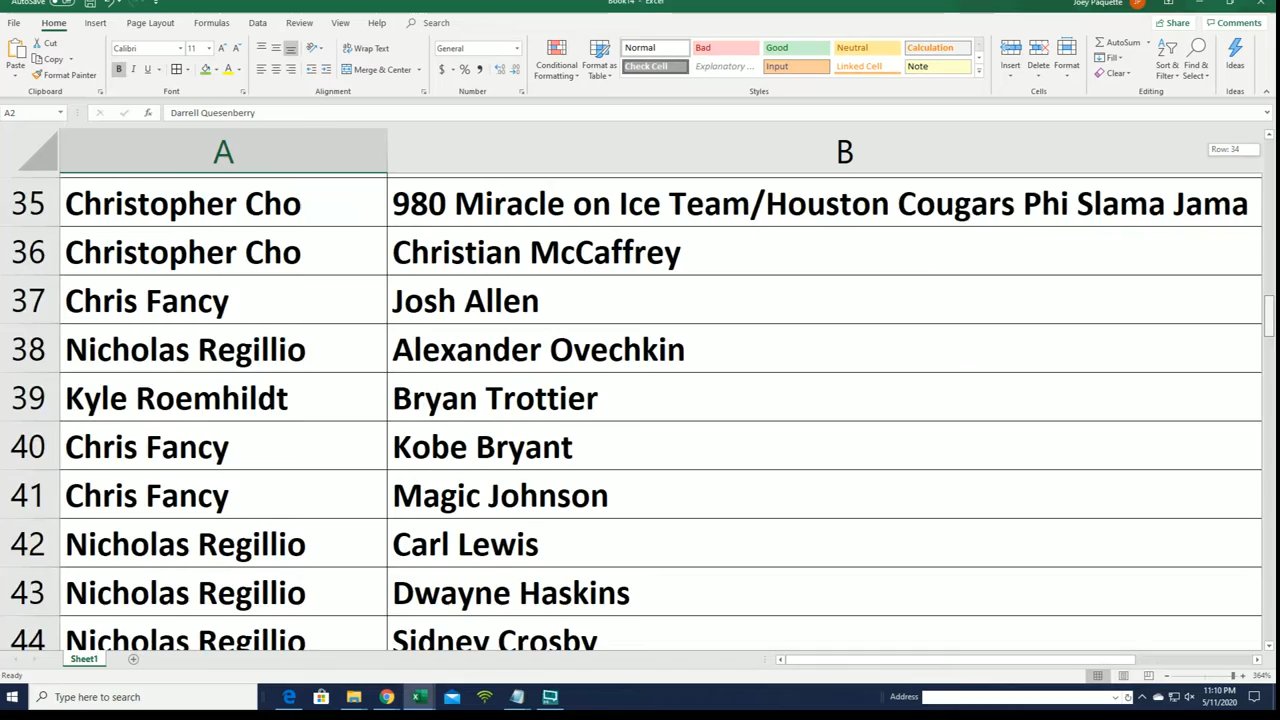 AutoSave Off Book14 - Excel Joey Paquette
File Home Insert Page Layout Formulas Data Review View Help Search Share Comments
Cut Calibri 11 Wrap Text General Normal Bad Good Neutral Calculation AutoSum
Copy Fill
Format Painter Merge & Center Check Cell Explanatory ... Input Linked Cell Note Clear
Paste Conditional Formatting Format as Table Insert Delete Format Sort & Filter Find & Select Ideas
Clipboard Font Alignment Number Styles Cells Editing Ideas
A2 Darrell Quesenberry
A B Row: 34
35 Christopher Cho 980 Miracle on Ice Team/Houston Cougars Phi Slama Jama
36 Christopher Cho Christian McCaffrey
37 Chris Fancy Josh Allen
38 Nicholas Regillio Alexander Ovechkin
39 Kyle Roemhildt Bryan Trottier
40 Chris Fancy Kobe Bryant
41 Chris Fancy Magic Johnson
42 Nicholas Regillio Carl Lewis
43 Nicholas Regillio Dwayne Haskins
44 Nicholas Regillio Sidney Crosby
Sheet1
Ready 364%
Type here to search Address 11:10 PM
5/11/2020